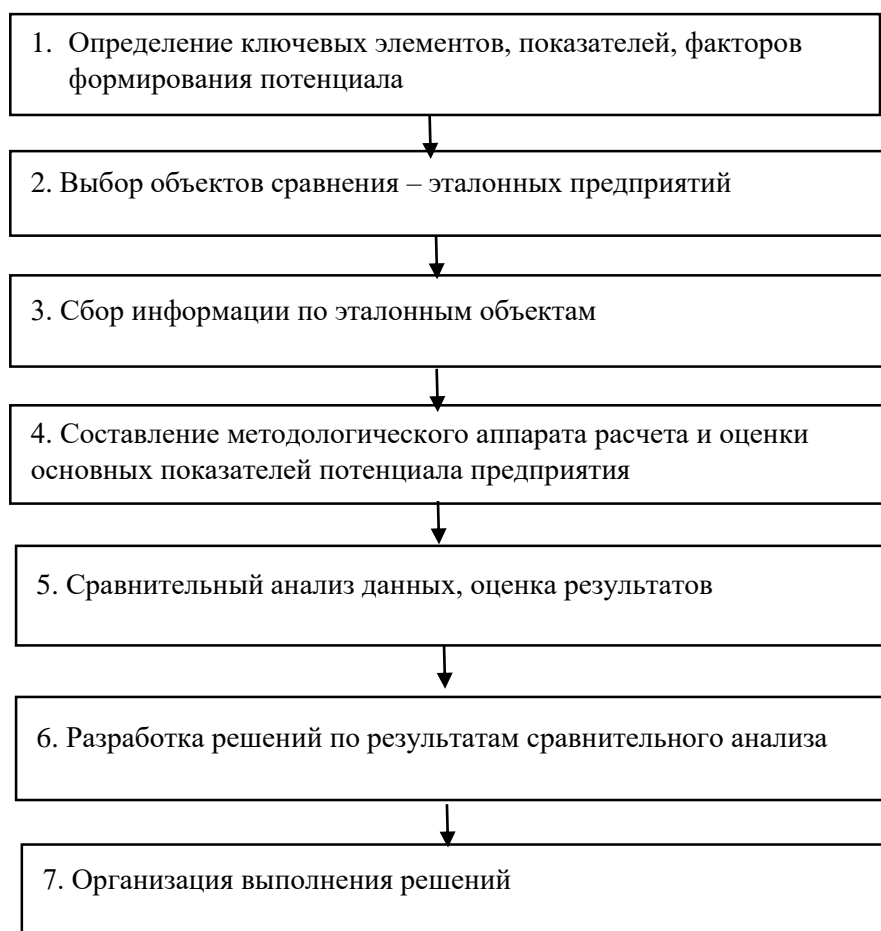 1. Определение ключевых элементов, показателей, факторов
формирования потенциала
2. Выбор объектов сравнения – эталонных предприятий
3. Сбор информации по эталонным объектам
4. Составление методологического аппарата расчета и оценки
основных показателей потенциала предприятия
5. Сравнительный анализ данных, оценка результатов
6. Разработка решений по результатам сравнительного анализа
7. Организация выполнения решений